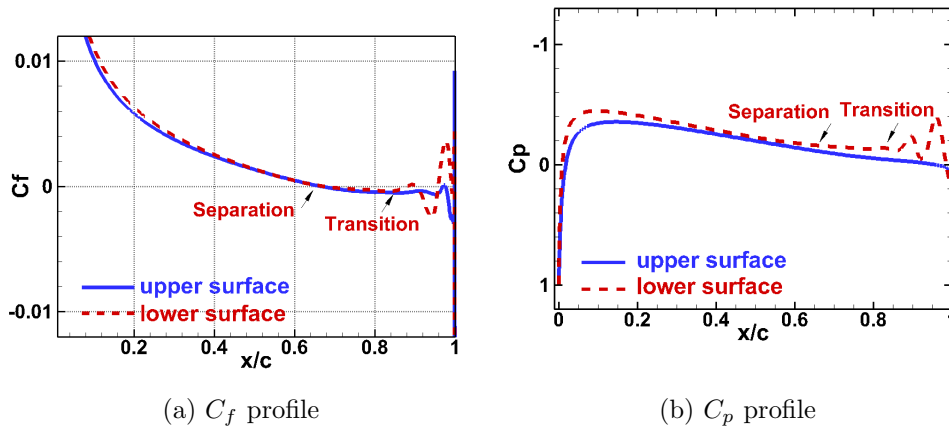 0.01
0
-0.01
Cf
Separation
Transition
upper surface
lower surface
0.2
0.4
0.6
0.8
1
x/c
(a) Cf profile
-1
0
1
Cp
Separation
Transition
upper surface
lower surface
0
0.2
0.4
0.6
0.8
1
x/c
(b) Cp profile